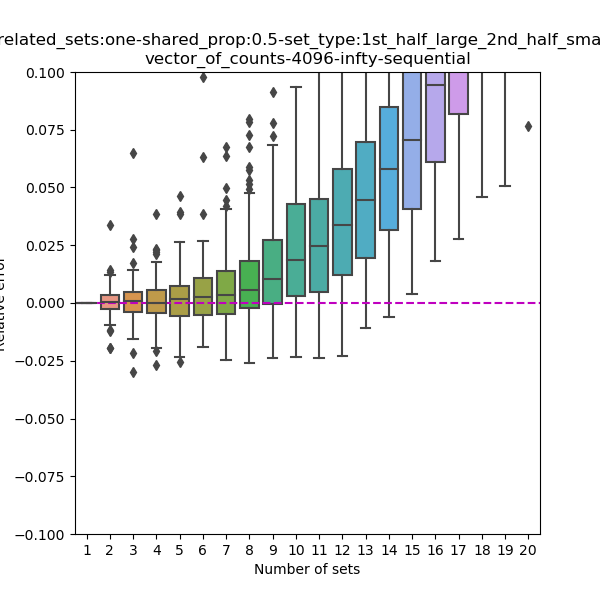 related_sets:one-shared_prop:0.5-set_type:1st_half_large_2nd_half_sma
vector_of_counts-4096-infty-sequential
0.100
0.075
0.050
0.025
0.000
−0.025
−0.050
−0.075
−0.100
Relative error
1 2 3 4 5 6 7 8 9 10 11 12 13 14 15 16 17 18 19 20
Number of sets